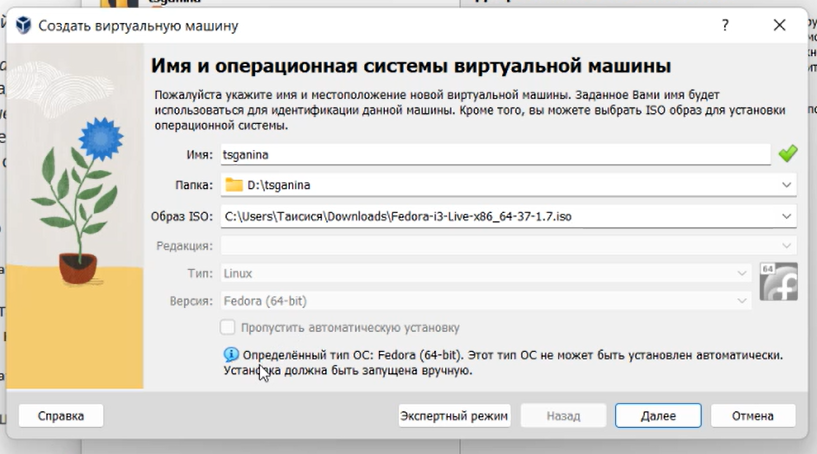 tsganina
Создать виртуальную машину
?
Имя и операционная системы виртуальной машины
Пожалуйста укажите имя и местоположение новой виртуальной машины. Заданное Вами имя будет
использоваться для идентификации данной машины. Кроме того, вы можете выбрать ISO образ для установки
операционной системы.
Имя: tsganina
Папка: D:\tsganina
Образ ISO: C:\Users\Таисися\Downloads\Fedora-i3-Live-x86_64-37-1.7.iso
Редакция:
Тип: Linux
64
Версия: Fedora (64-bit)
Пропустить автоматическую установку
Определённый тип ОС: Fedora (64-bit). Этот тип ОС не может быть установлен автоматически.
Установка должна быть запущена вручную.
Справка Экспертный режим Назад Далее Отмена